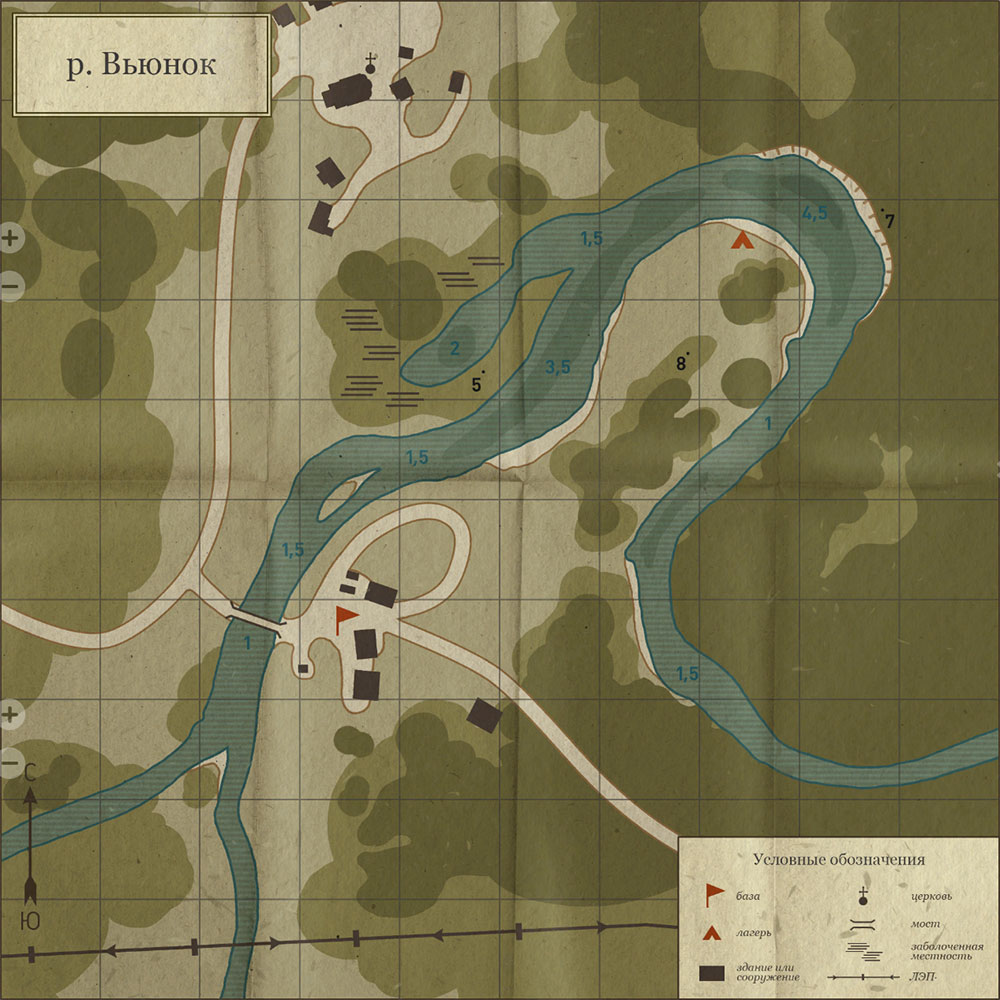 р. Вьюнок
7
4,5
1,5
2
5
3,5
8
1
1,5
1,5
1
1,5
С
Ю
Условные обозначения
база
церковь
лагерь
мост
заболоченная
местность
здание или
сооружение
ЛЭП